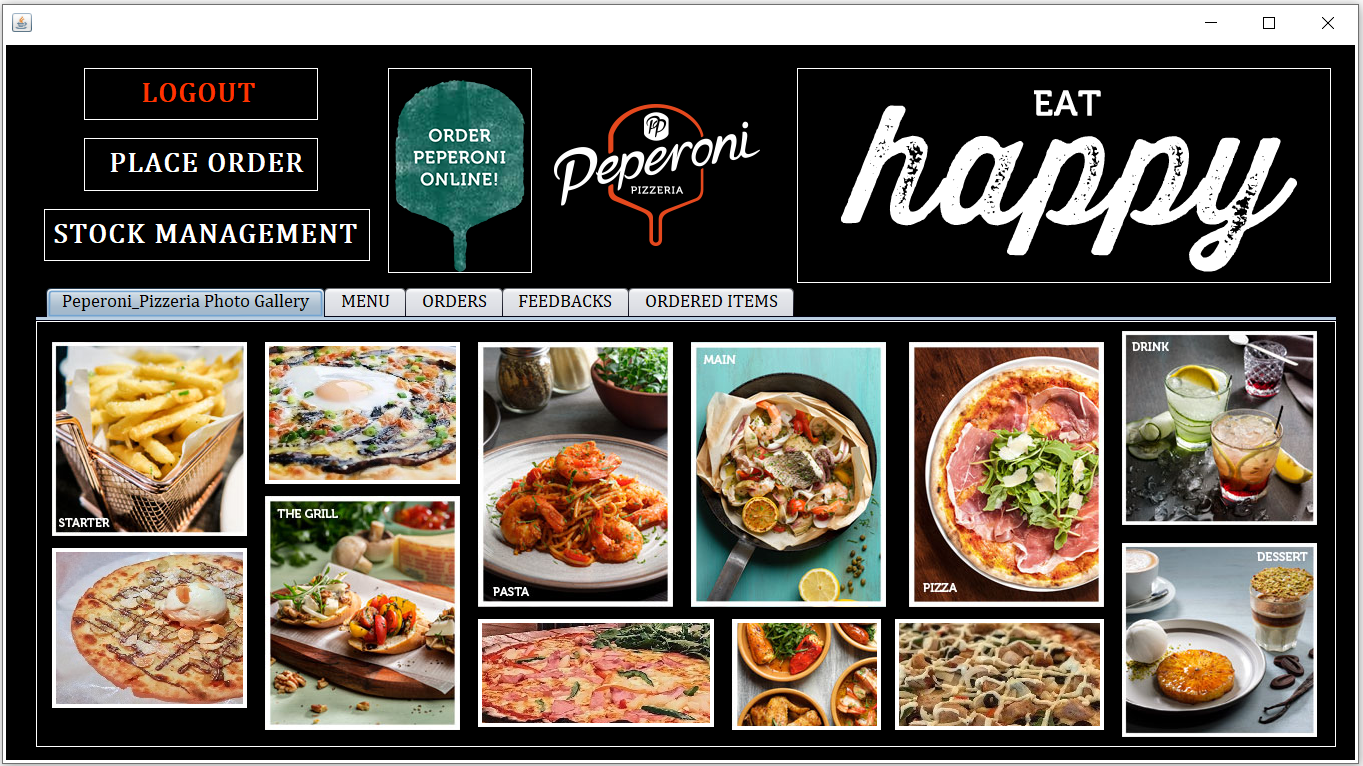 LOGOUT
PLACE ORDER
STOCK MANAGEMENT
ORDER
PEPERONI
ONLINE!
PP
Peperoni
PIZZERIA
EAT
happy
Peperoni_Pizzeria Photo Gallery
MENU
ORDERS
FEEDBACKS
ORDERED ITEMS
STARTER
THE GRILL
PASTA
MAIN
PIZZA
DRINK
DESSERT